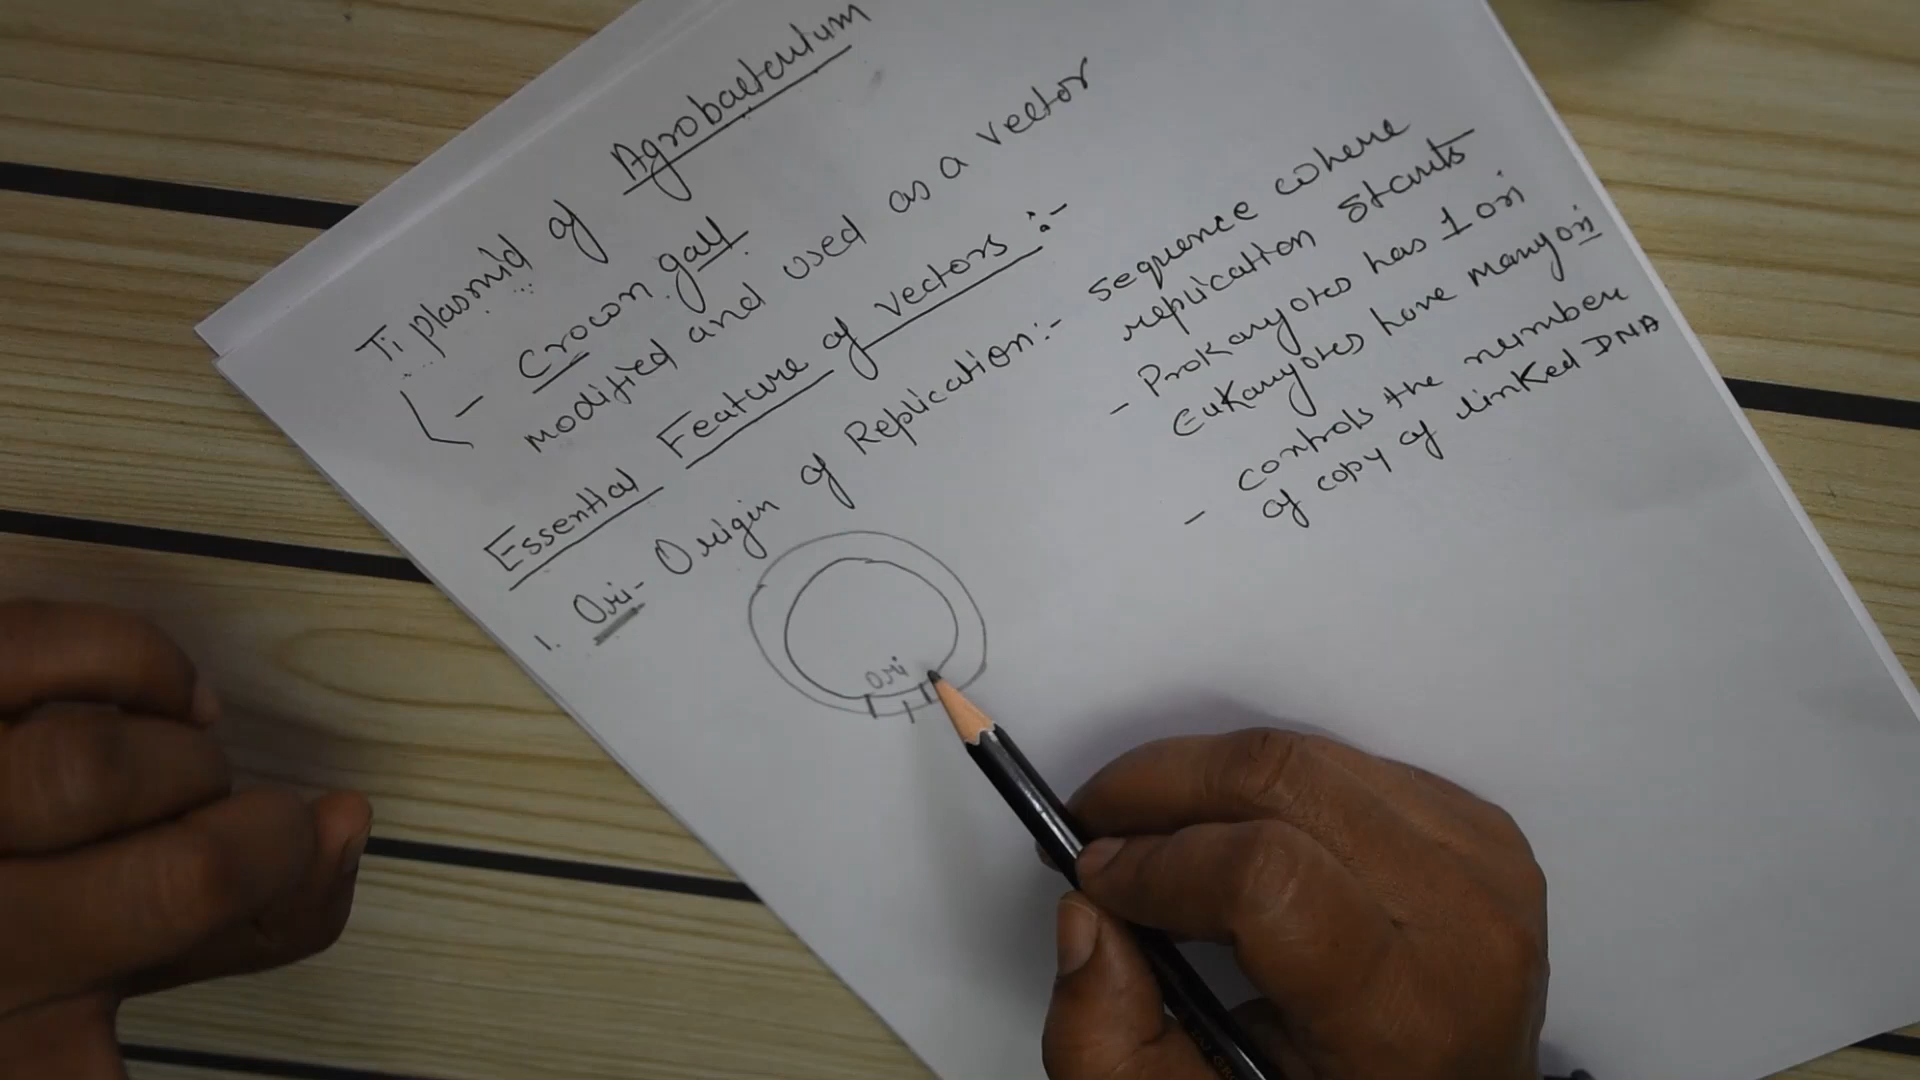 Ti plasmid of Agrobacterium
- Crown gall
modified and used as a vector
Essential Feature of vectors :-
1. Ori - Origin of Replication :- sequence where
replication starts
- Prokaryotes has 1 ori
Eukaryotes have many ori
- controls the number
of copy of linked DNA
ori